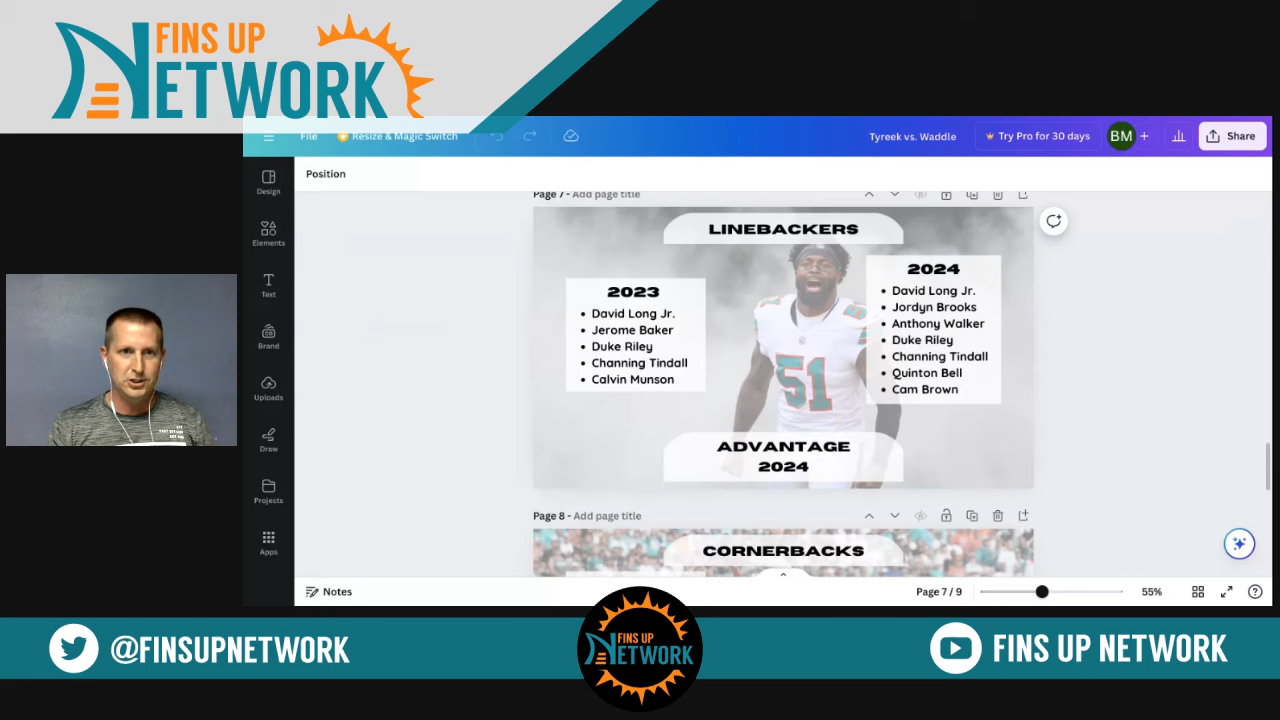 FINS UP
NETWORK
File
Resize & Magic Switch
Tyreek vs. Waddle
Try Pro for 30 days
BM
+
Share
Position
Design
Elements
Text
Brand
Uploads
Draw
Projects
Apps
Page 7 - Add page title
LINEBACKERS
2023
• David Long Jr.
• Jerome Baker
• Duke Riley
• Channing Tindall
• Calvin Munson
2024
• David Long Jr.
• Jordyn Brooks
• Anthony Walker
• Duke Riley
• Channing Tindall
• Quinton Bell
• Cam Brown
51
ADVANTAGE
2024
Page 8 - Add page title
CORNERBACKS
Notes
Page 7 / 9
55%
@FINSUPNETWORK
FINS UP
NETWORK
FINS UP NETWORK